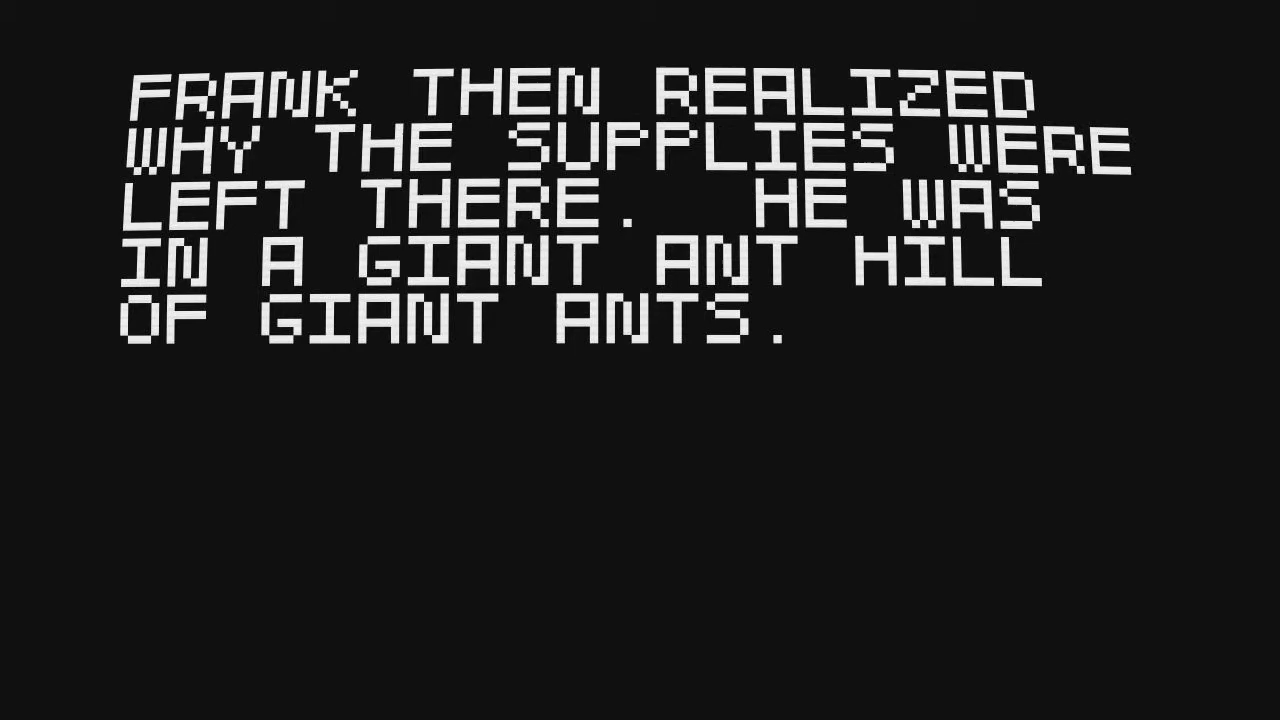 FRANK THEN REALIZED
WHY THE SUPPLIES WERE
LEFT THERE.  HE WAS
IN A GIANT ANT HILL
OF GIANT ANTS.